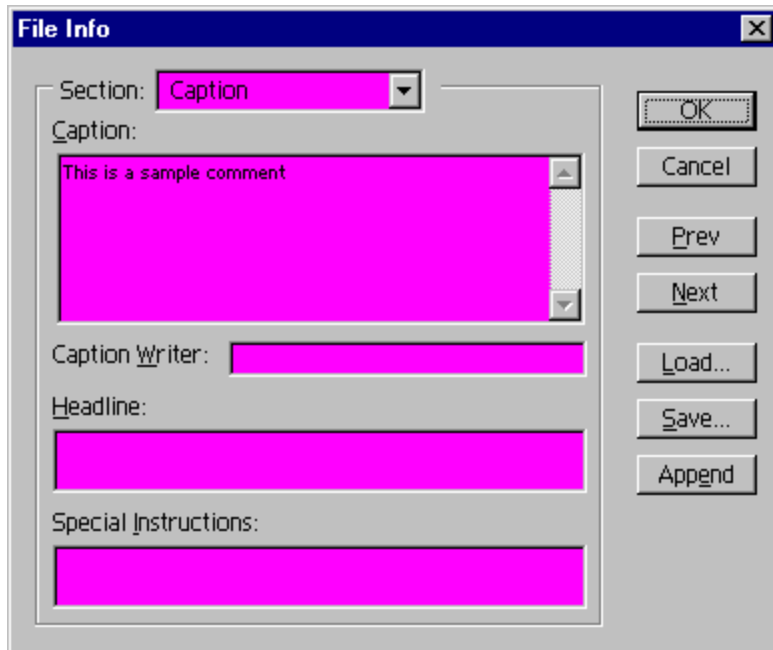 File Info
Section: Caption
Caption:
This is a sample comment
Caption Writer:
Headline:
Special Instructions:
OK
Cancel
Prev
Next
Load...
Save...
Append